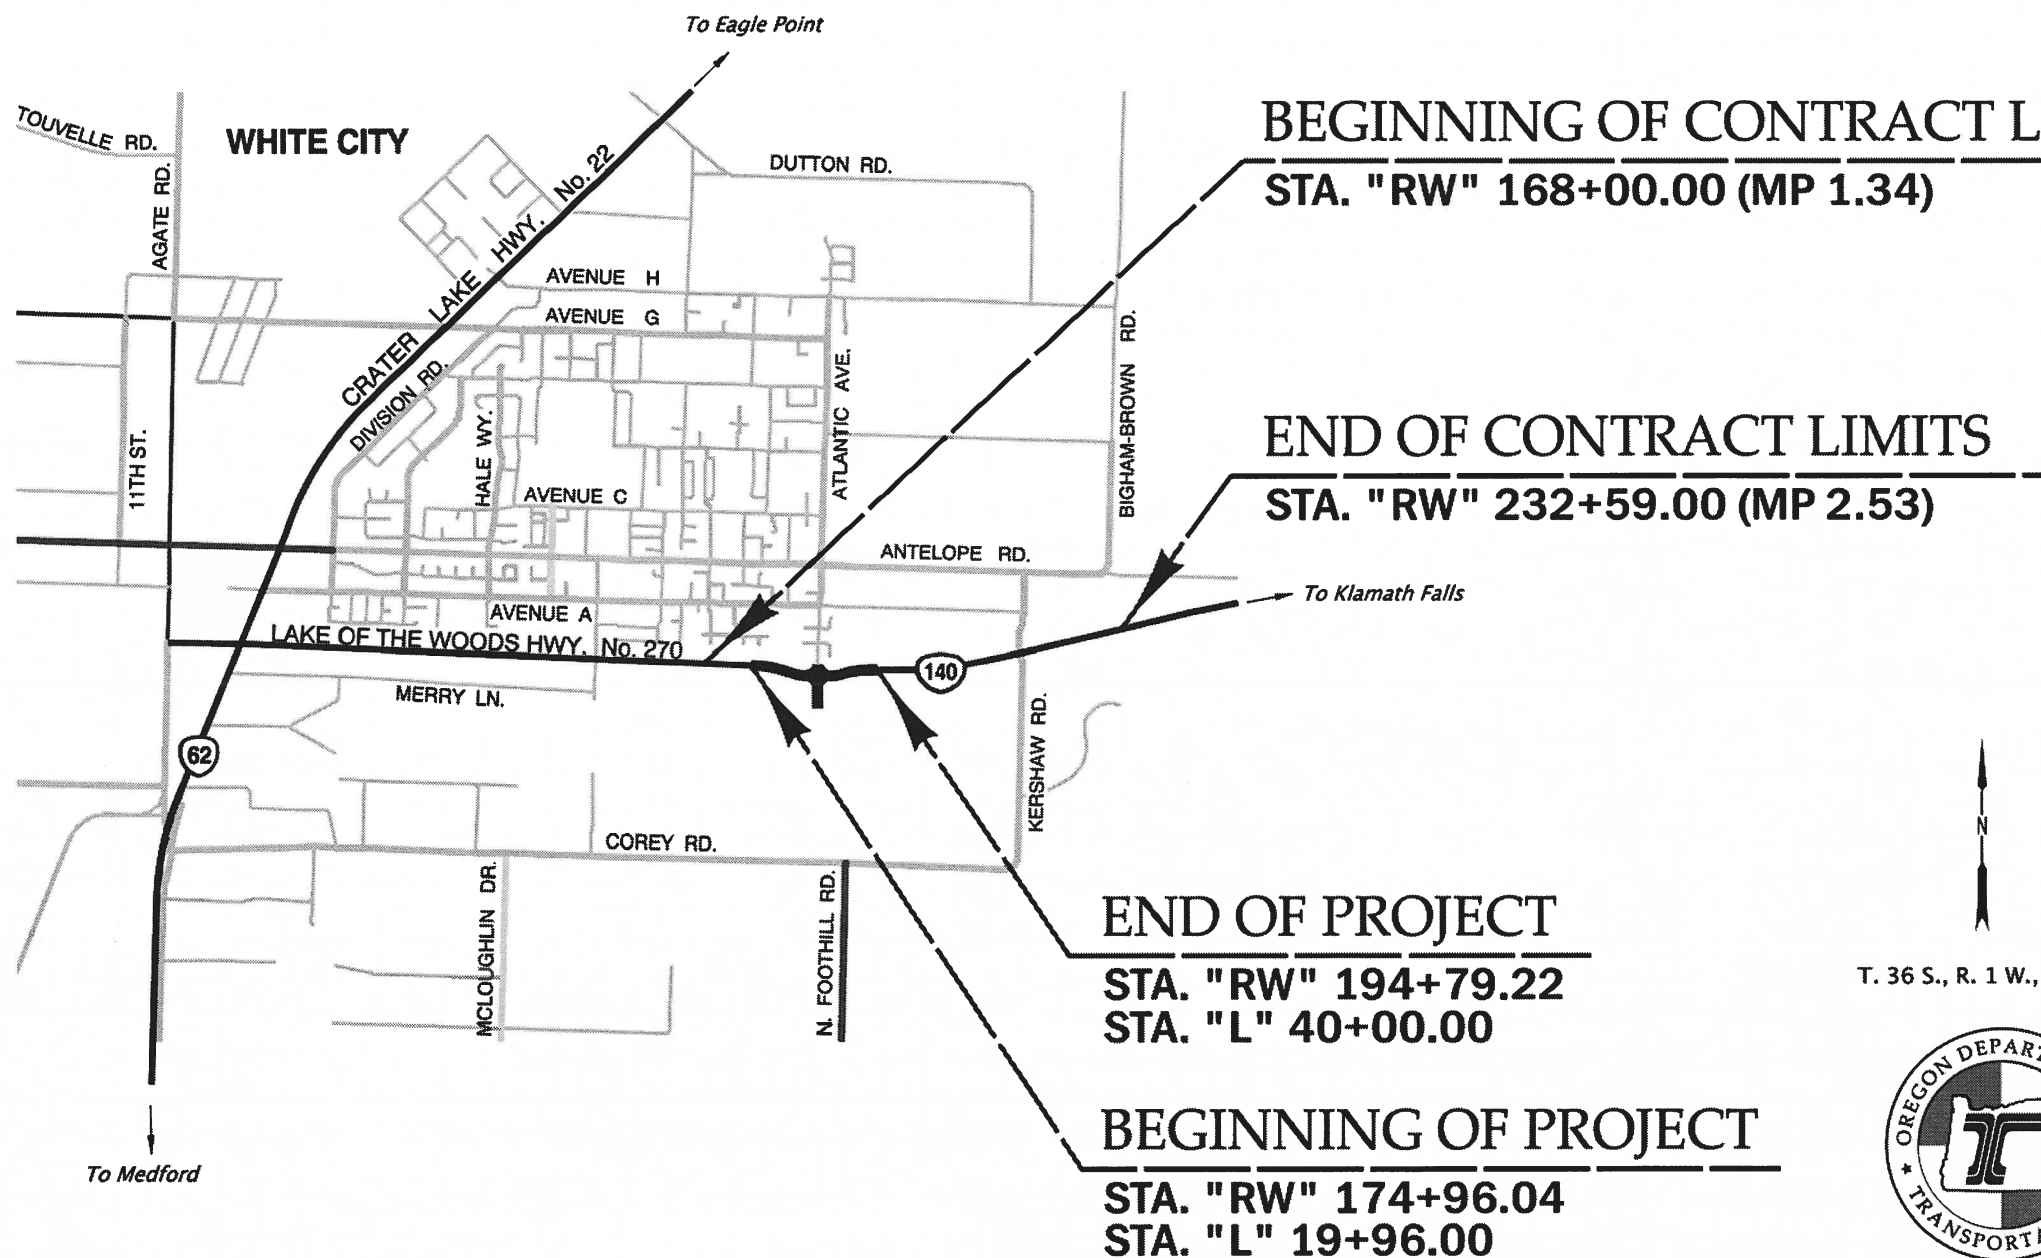 To Eagle Point
TOUVELLE RD.
WHITE CITY
AGATE RD.
CRATER LAKE HWY. No. 22
DUTTON RD.
BEGINNING OF CONTRACT L
STA. "RW" 168+00.00 (MP 1.34)
AVENUE H
AVENUE G
DIVISION RD.
11TH ST.
HALE WY.
ATLANTIC AVE.
BIGHAM-BROWN RD.
END OF CONTRACT LIMITS
STA. "RW" 232+59.00 (MP 2.53)
AVENUE C
ANTELOPE RD.
To Klamath Falls
AVENUE A
LAKE OF THE WOODS HWY. No. 270
140
MERRY LN.
62
KERSHAW RD.
N
COREY RD.
MCLOUGHLIN DR.
N. FOOTHILL RD.
END OF PROJECT
STA. "RW" 194+79.22
STA. "L" 40+00.00
T. 36 S., R. 1 W.,
To Medford
BEGINNING OF PROJECT
STA. "RW" 174+96.04
STA. "L" 19+96.00
OREGON DEPAR
TRANSPORT